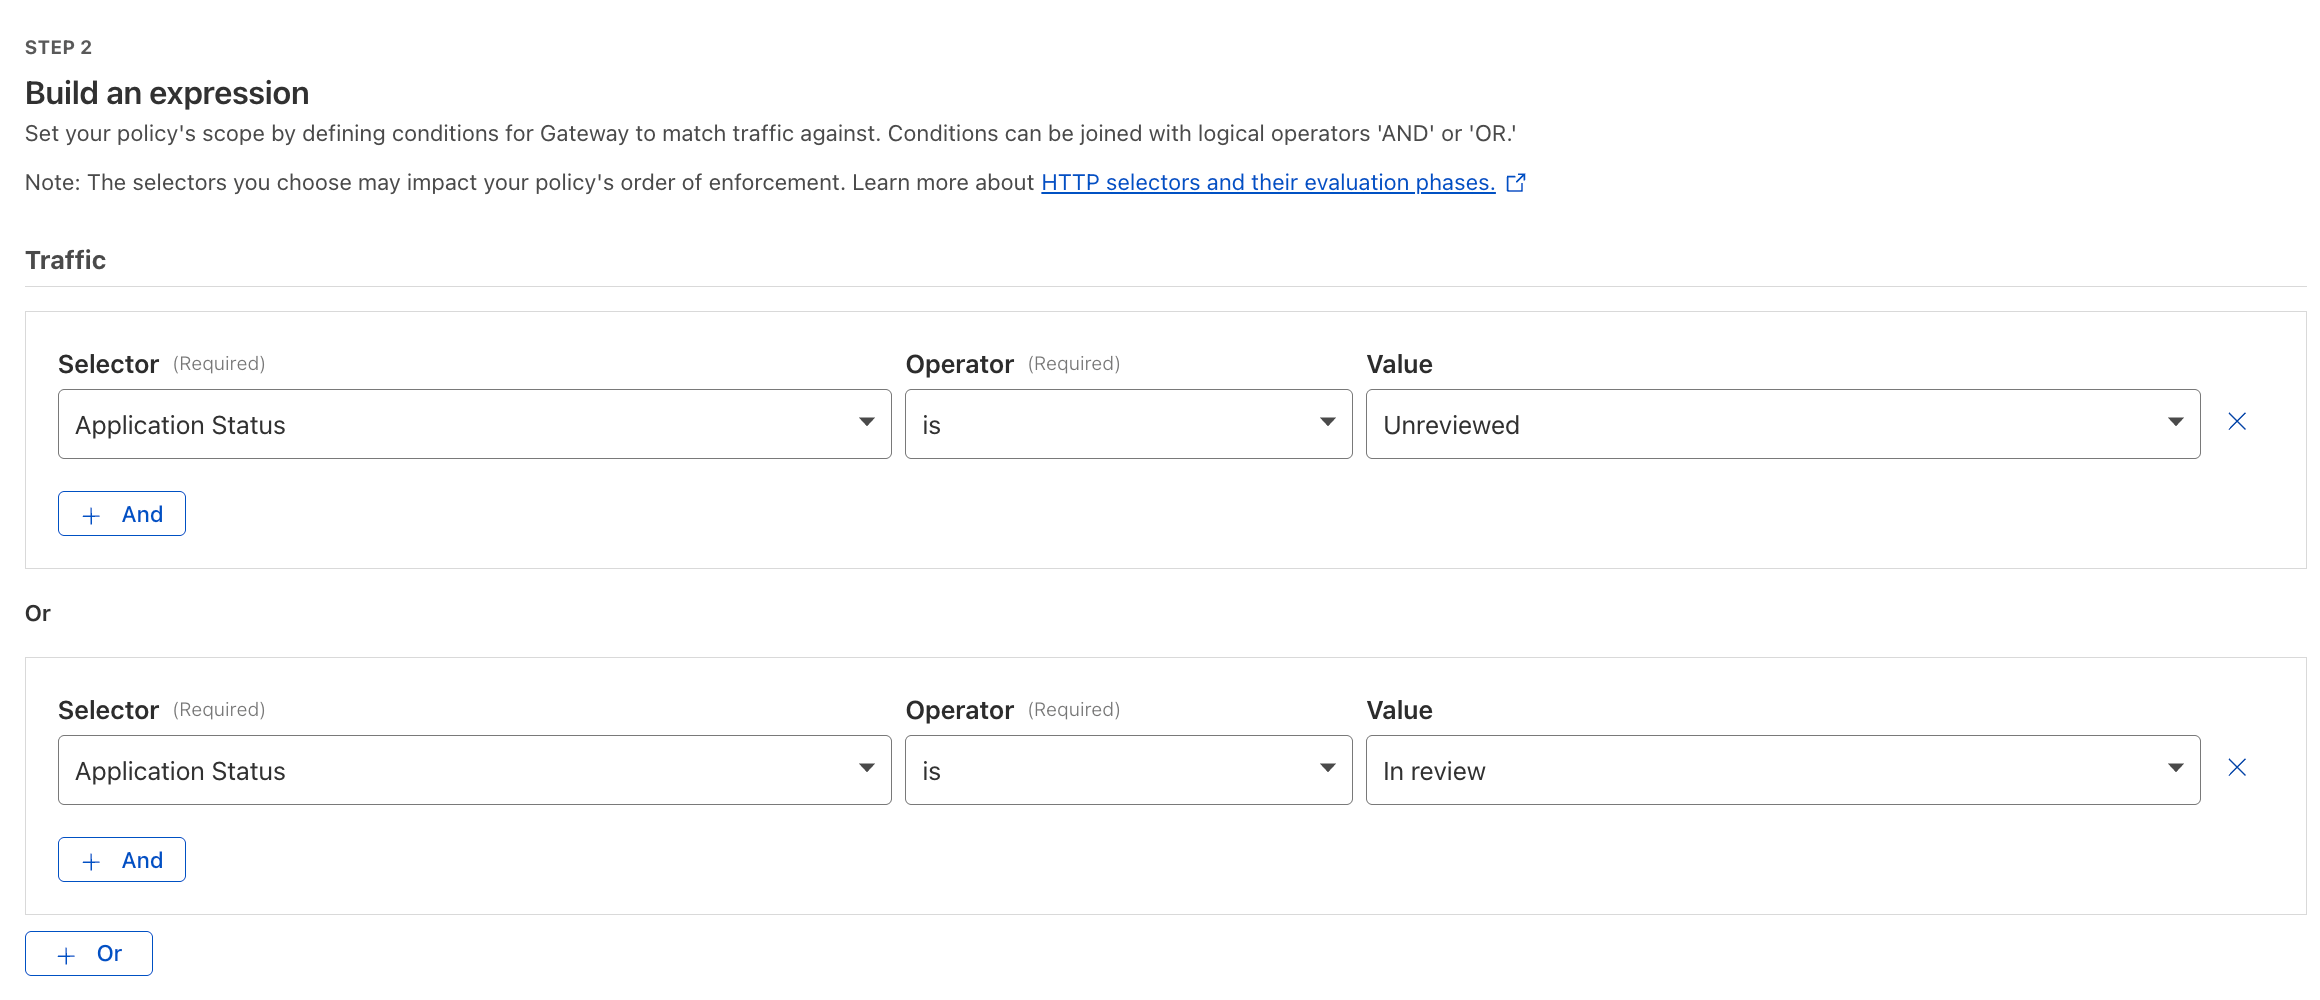 STEP 2
Build an expression
Set your policy's scope by defining conditions for Gateway to match traffic against. Conditions can be joined with logical operators 'AND' or 'OR.'
Note: The selectors you choose may impact your policy's order of enforcement. Learn more about HTTP selectors and their evaluation phases.
Traffic
Selector (Required) Operator (Required) Value
Application Status is Unreviewed
And
Or
Selector (Required) Operator (Required) Value
Application Status is In review
And
Or